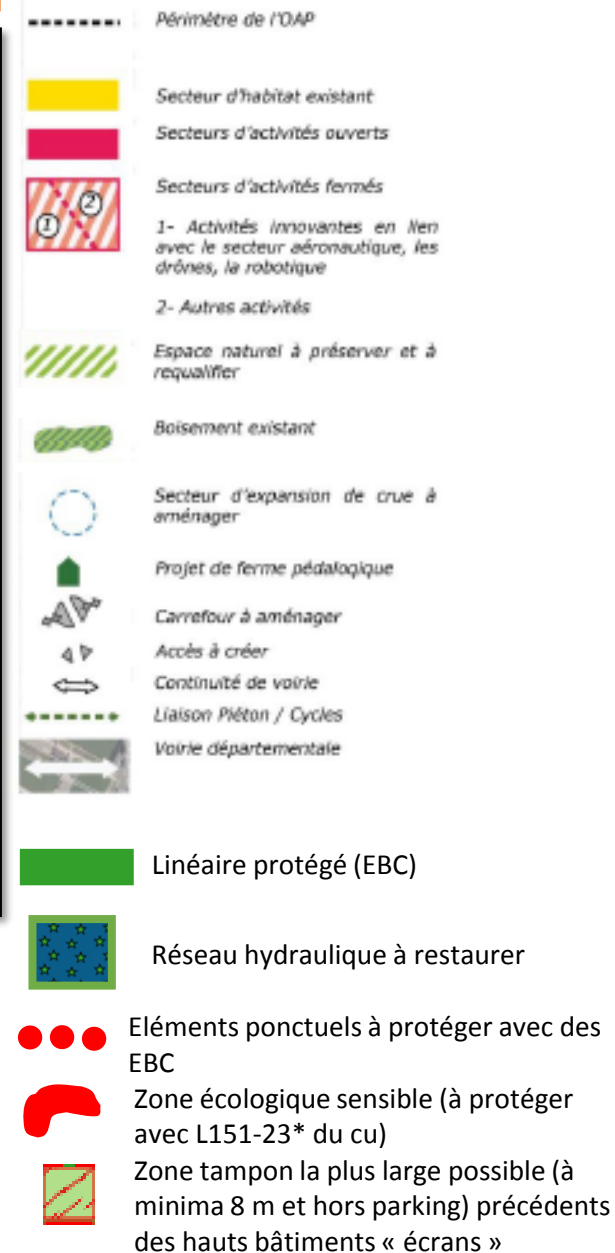 Périmètre de l'OAP
Secteur d'habitat existant
Secteurs d'activités ouverts
Secteurs d'activités fermés
1
2
1- Activités innovantes en lien
avec le secteur aéronautique, les
drônes, la robotique
2- Autres activités
Espace naturel à préserver et à
requalifier
Boisement existant
Secteur d'expansion de crue à
aménager
Projet de ferme pédalogique
Carrefour à aménager
Accès à créer
Continuité de voirie
Liaison Piéton / Cycles
Voirie départementale
Linéaire protégé (EBC)
Réseau hydraulique à restaurer
Eléments ponctuels à protéger avec des
EBC
Zone écologique sensible (à protéger
avec L151-23* du cu)
Zone tampon la plus large possible (à
minima 8 m et hors parking) précédents
des hauts bâtiments « écrans »